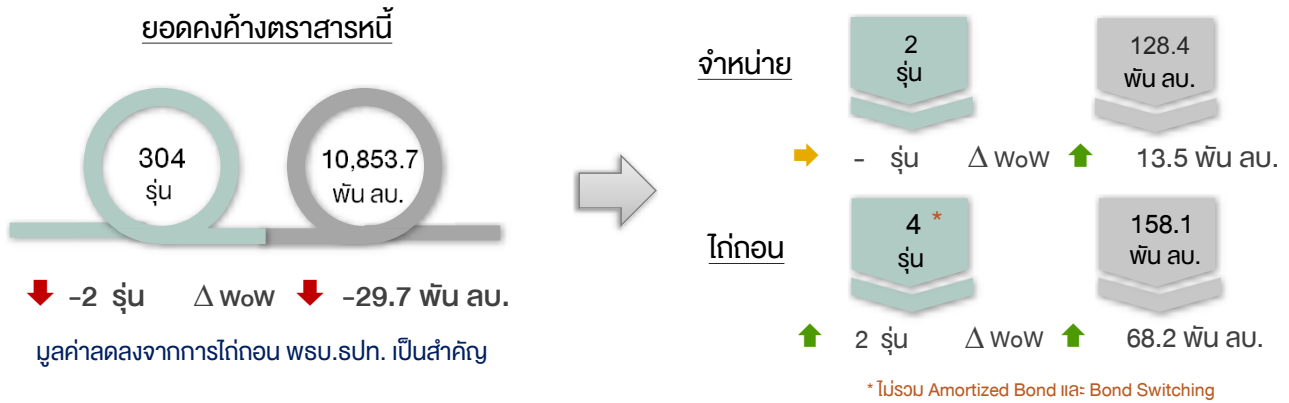 ยอดคงค้างตราสารหนี้
304
รุ่น
10,853.7
พัน ลบ.
-2 รุ่น Δ WoW -29.7 พัน ลบ.
มูลค่าลดลงจากการไถ่ถอน พธบ.ธปท. เป็นสำคัญ
จำหน่าย
2
รุ่น
128.4
พัน ลบ.
- รุ่น Δ WoW 13.5 พัน ลบ.
ไถ่ถอน
4 *
รุ่น
158.1
พัน ลบ.
2 รุ่น Δ WoW 68.2 พัน ลบ.
* ไม่รวม Amortized Bond และ Bond Switching